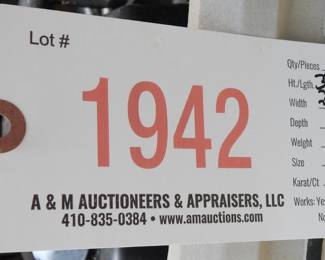 Lot #
1942
A & M AUCTIONEERS & APPRAISERS, LLC
410-835-0384 • www.amauctions.com
Qty/Pieces
Ht./Lgth.
Width
Depth
Weight
Size
Karat/Ct
Works: Yes
No